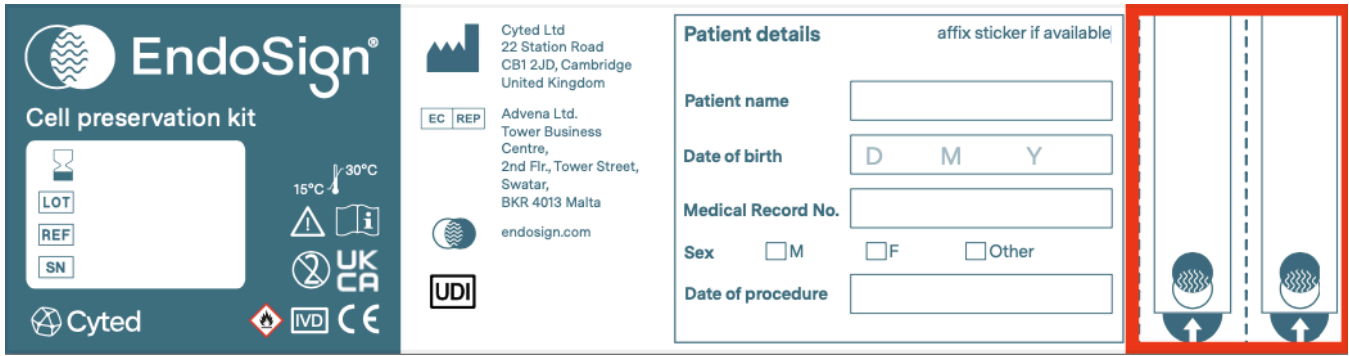 EndoSign®
Cell preservation kit
15°C
30°C
LOT
REF
SN
2
UK
CA
Cyted
IVD
CE
Cyted Ltd
22 Station Road
CB1 2JD, Cambridge
United Kingdom
EC REP
Advena Ltd.
Tower Business
Centre,
2nd Flr., Tower Street,
Swatar,
BKR 4013 Malta
endosign.com
UDI
Patient details
affix sticker if available
Patient name
Date of birth D M Y
Medical Record No.
Sex M F Other
Date of procedure